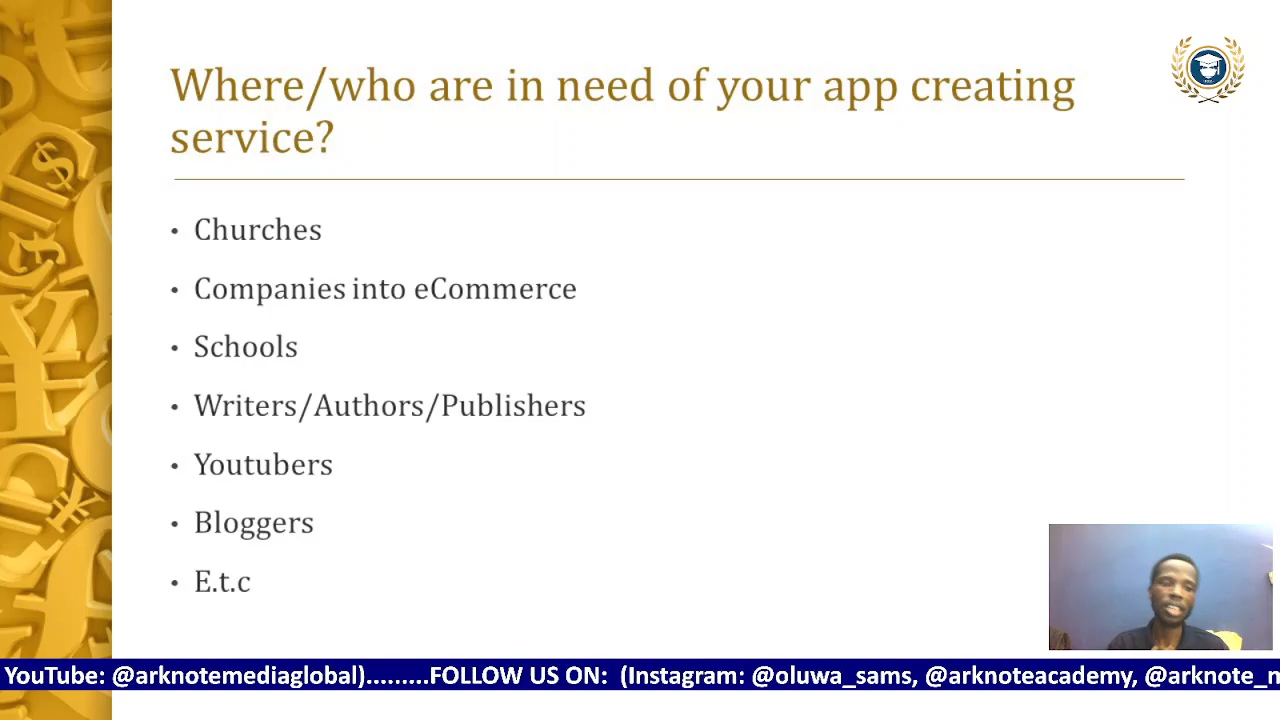 Where/who are in need of your app creating
service?
• Churches
• Companies into eCommerce
• Schools
• Writers/Authors/Publishers
• Youtubers
• Bloggers
• E.t.c
YouTube: @arknotemediaglobal).........FOLLOW US ON: (Instagram: @oluwa_sams, @arknoteacademy, @arknote_